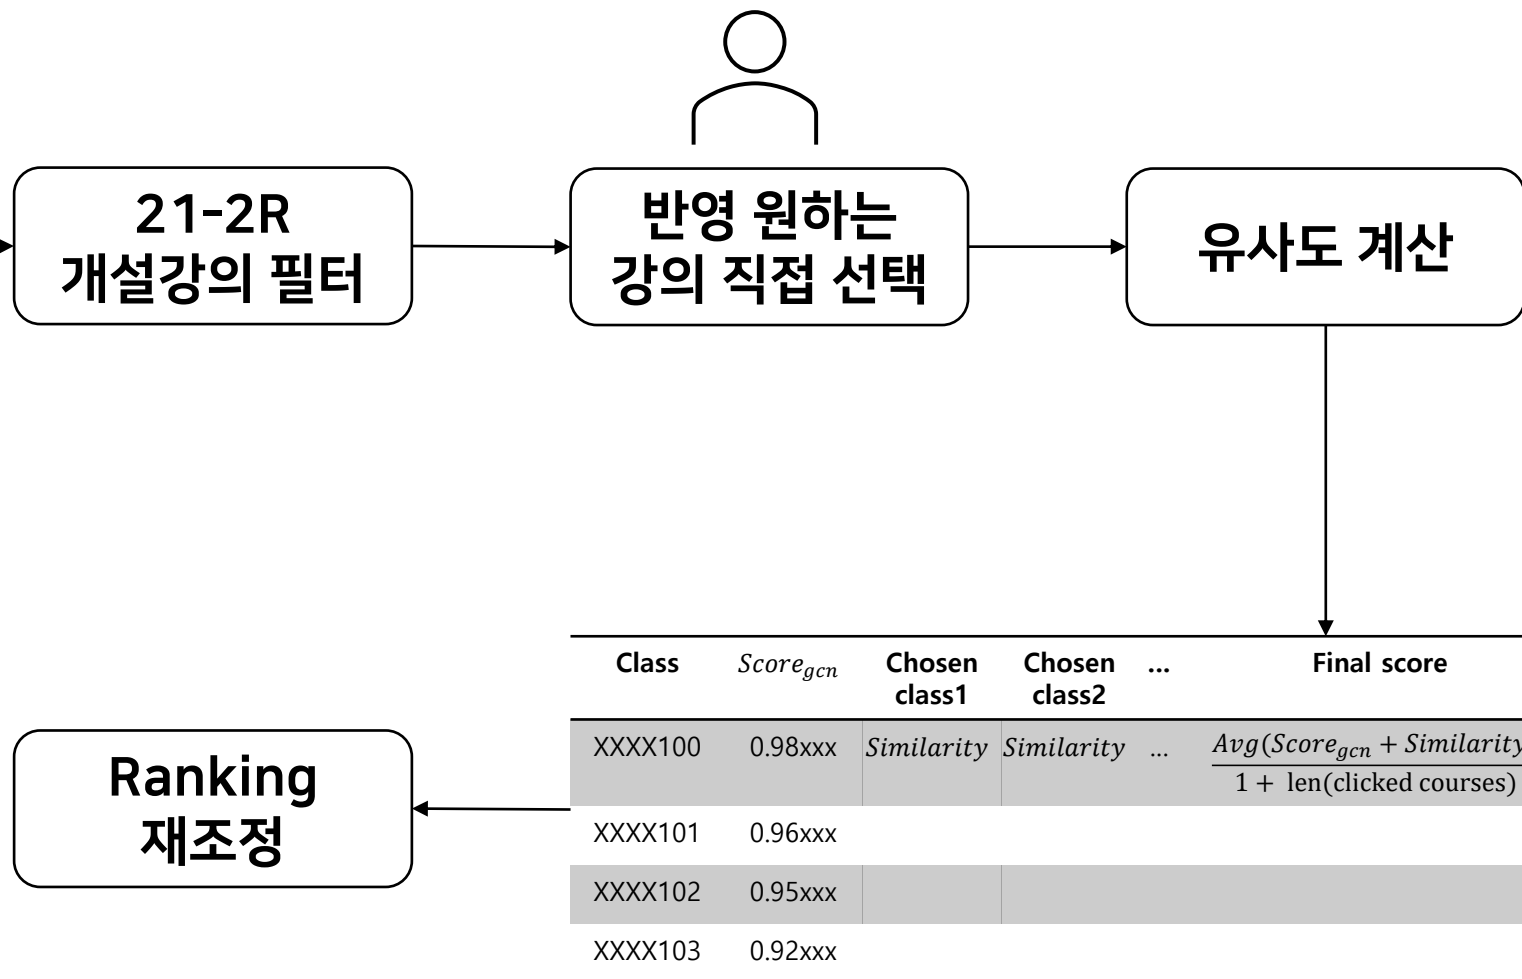 21-2R
개설강의 필터
반영 원하는
강의 직접 선택
유사도 계산
Class Score_gcn Chosen class1 Chosen class2 ... Final score
XXXX100 0.98xxx Similarity Similarity ... Avg(Score_gcn + Similarity
1 + len(clicked courses)
XXXX101 0.96xxx
XXXX102 0.95xxx
XXXX103 0.92xxx
Ranking
재조정